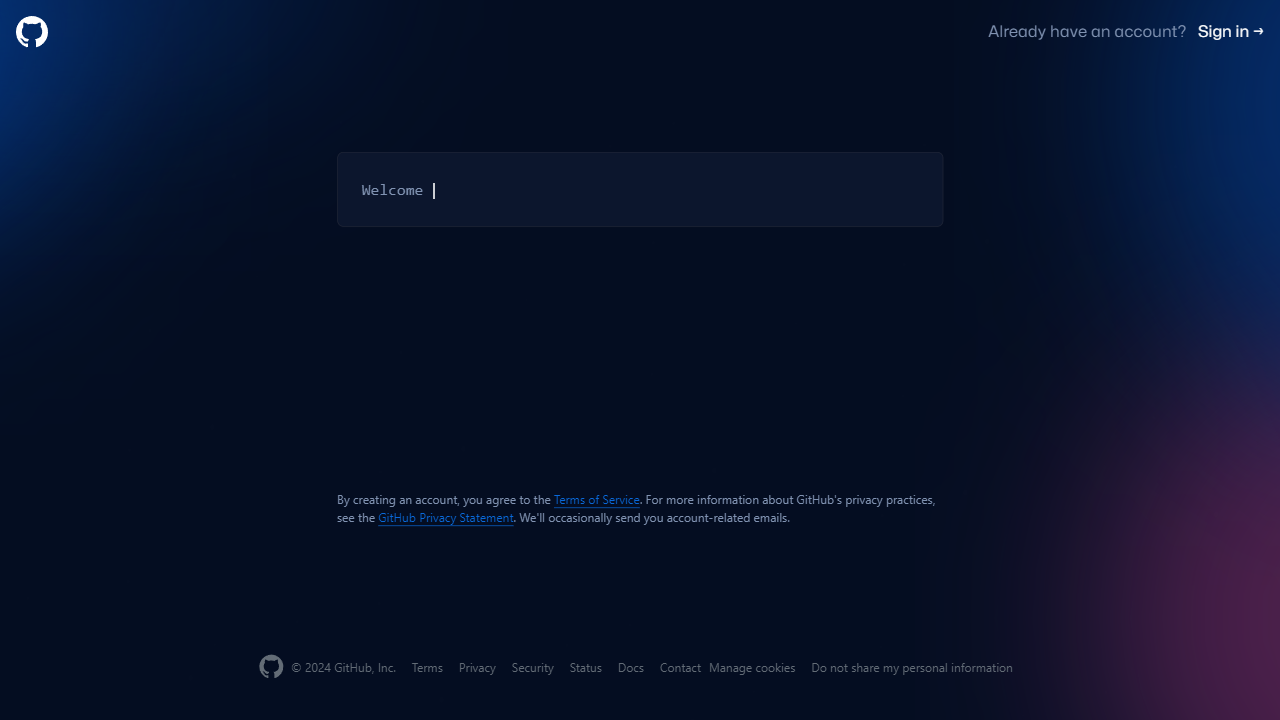 Already have an account? Sign in →
Welcome
By creating an account, you agree to the Terms of Service. For more information about GitHub's privacy practices,
see the GitHub Privacy Statement. We'll occasionally send you account-related emails.
© 2024 GitHub, Inc. Terms Privacy Security Status Docs Contact Manage cookies Do not share my personal information